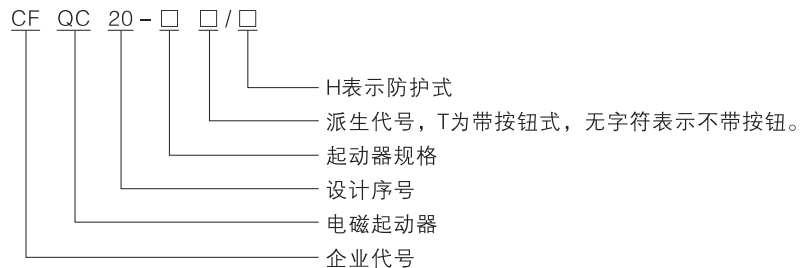 CF QC 20-□ □/□
H表示防护式
派生代号，T为带按钮式，无字符表示不带按钮。
起动器规格
设计序号
电磁起动器
企业代号